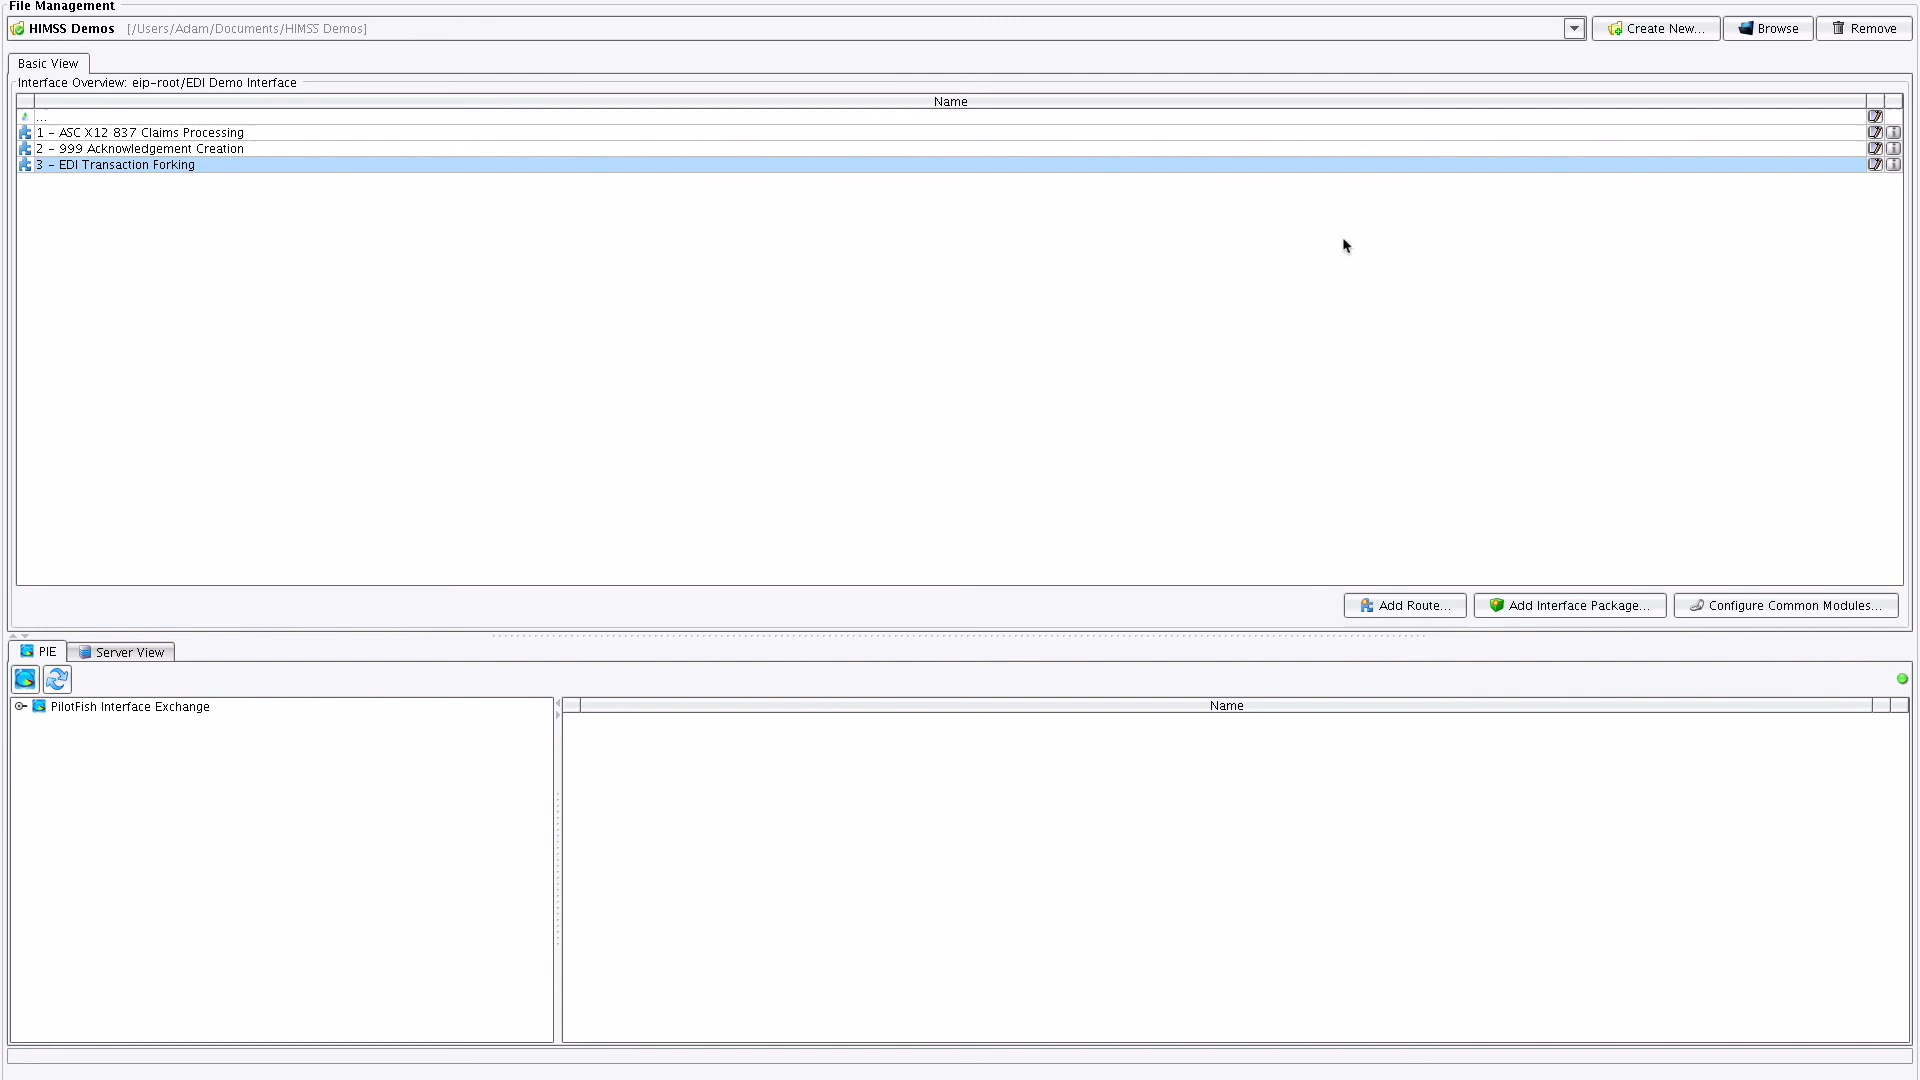 File Management
HIMSS Demos [/Users/Adam/Documents/HIMSS Demos] Create New... Browse Remove
Basic View
Interface Overview: eip-root/EDI Demo Interface
Name
...
1 - ASC X12 837 Claims Processing
2 - 999 Acknowledgement Creation
3 - EDI Transaction Forking
Add Route... Add Interface Package... Configure Common Modules...
PIE Server View
PilotFish Interface Exchange Name